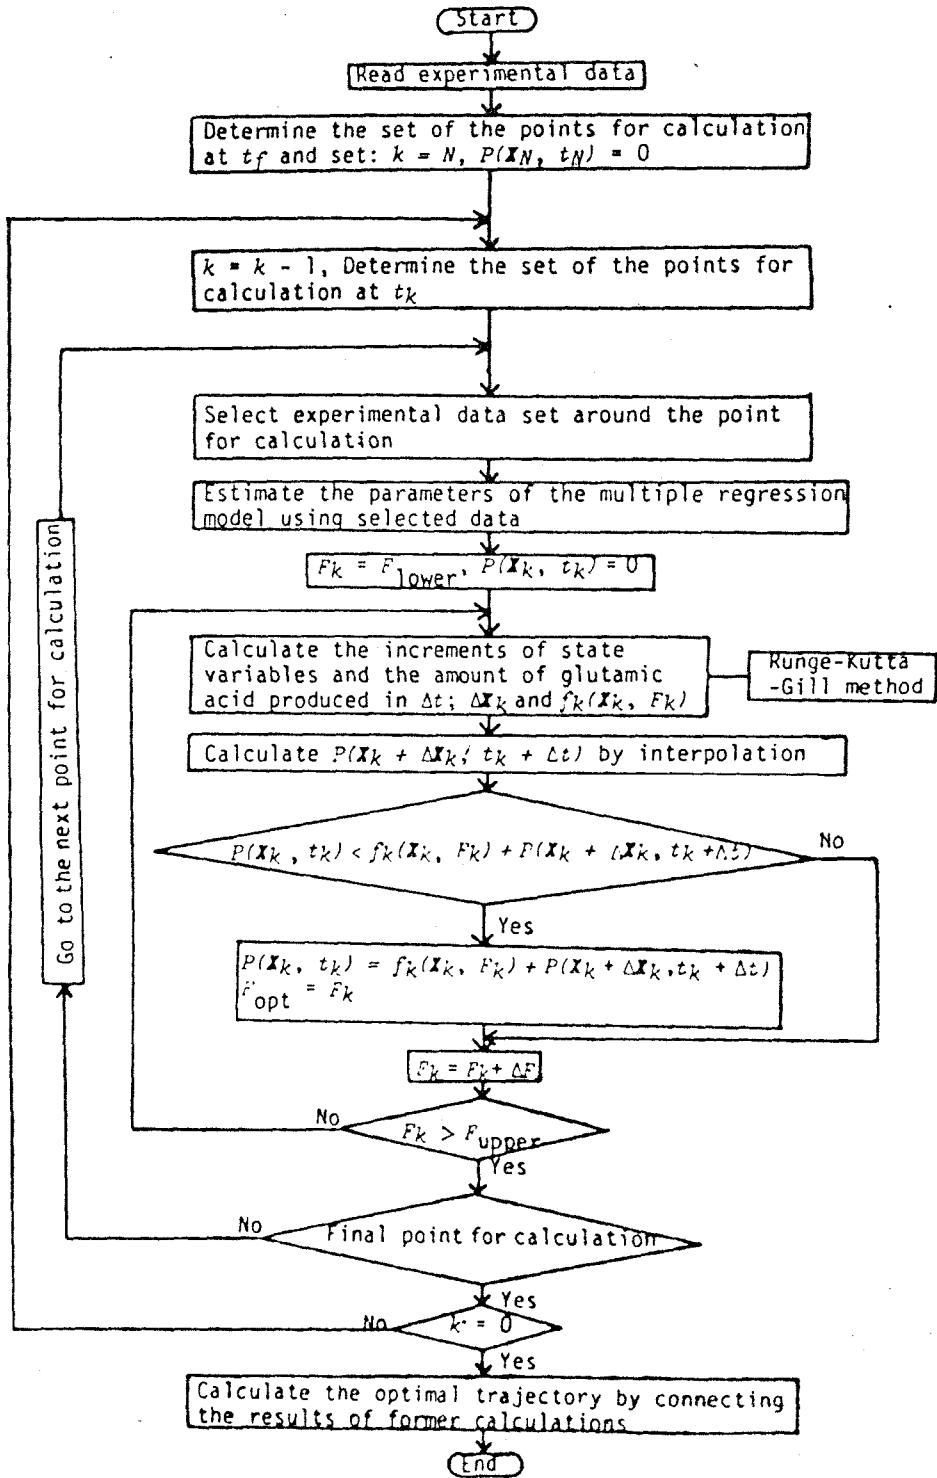 Start
Read experimental data
Determine the set of the points for calculation
at tf and set: k = N, P(XN, tN) = 0
k = k - 1, Determine the set of the points for
calculation at tk
Select experimental data set around the point
for calculation
Estimate the parameters of the multiple regression
model using selected data
Fk = Flower, P(Xk, tk) = 0
Calculate the increments of state
variables and the amount of glutamic
acid produced in Δt; ΔXk and fk(Xk, Fk)
Runge-Kutta
-Gill method
Calculate P(Xk + ΔXk, tk + Δt) by interpolation
P(Xk, tk) < fk(Xk, Fk) + P(Xk + ΔXk, tk + Δt)
No
Yes
P(Xk, tk) = fk(Xk, Fk) + P(Xk + ΔXk, tk + Δt)
Fopt = Fk
Fk = Fk + ΔF
No
Fk > Fupper
Yes
Go to the next point for calculation
No
Final point for calculation
Yes
No
k = 0
Yes
Calculate the optimal trajectory by connecting
the results of former calculations
End